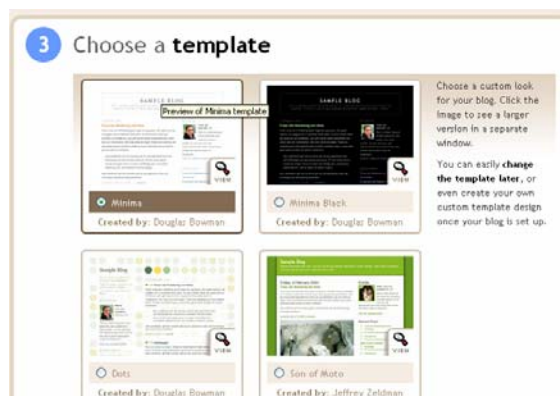 3 Choose a template
SAMPLE BLOG
Preview of Minima template
VIEW
Minima
Created by: Douglas Bowman
SAMPLE BLOG
VIEW
Minima Black
Created by: Douglas Bowman
Choose a custom look
for your blog. Click the
image to see a larger
version in a separate
window.
You can easily change
the template later, or
even create your own
custom template design
once your blog is set up.
Sample Blog
VIEW
Dots
Created by: Douglas Bowman
Sample Blog
VIEW
Son of Moto
Created by: Jeffrey Zeldman